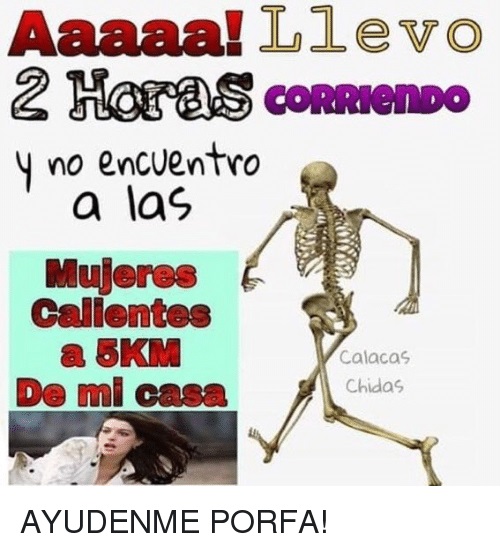 Aaaaa! Llevo
2 Horas CORRIenDO
y no encuentro
a las
Mujeres
Calientes
a 5KM
De mi casa
Calacas
Chidas
AYUDENME PORFA!